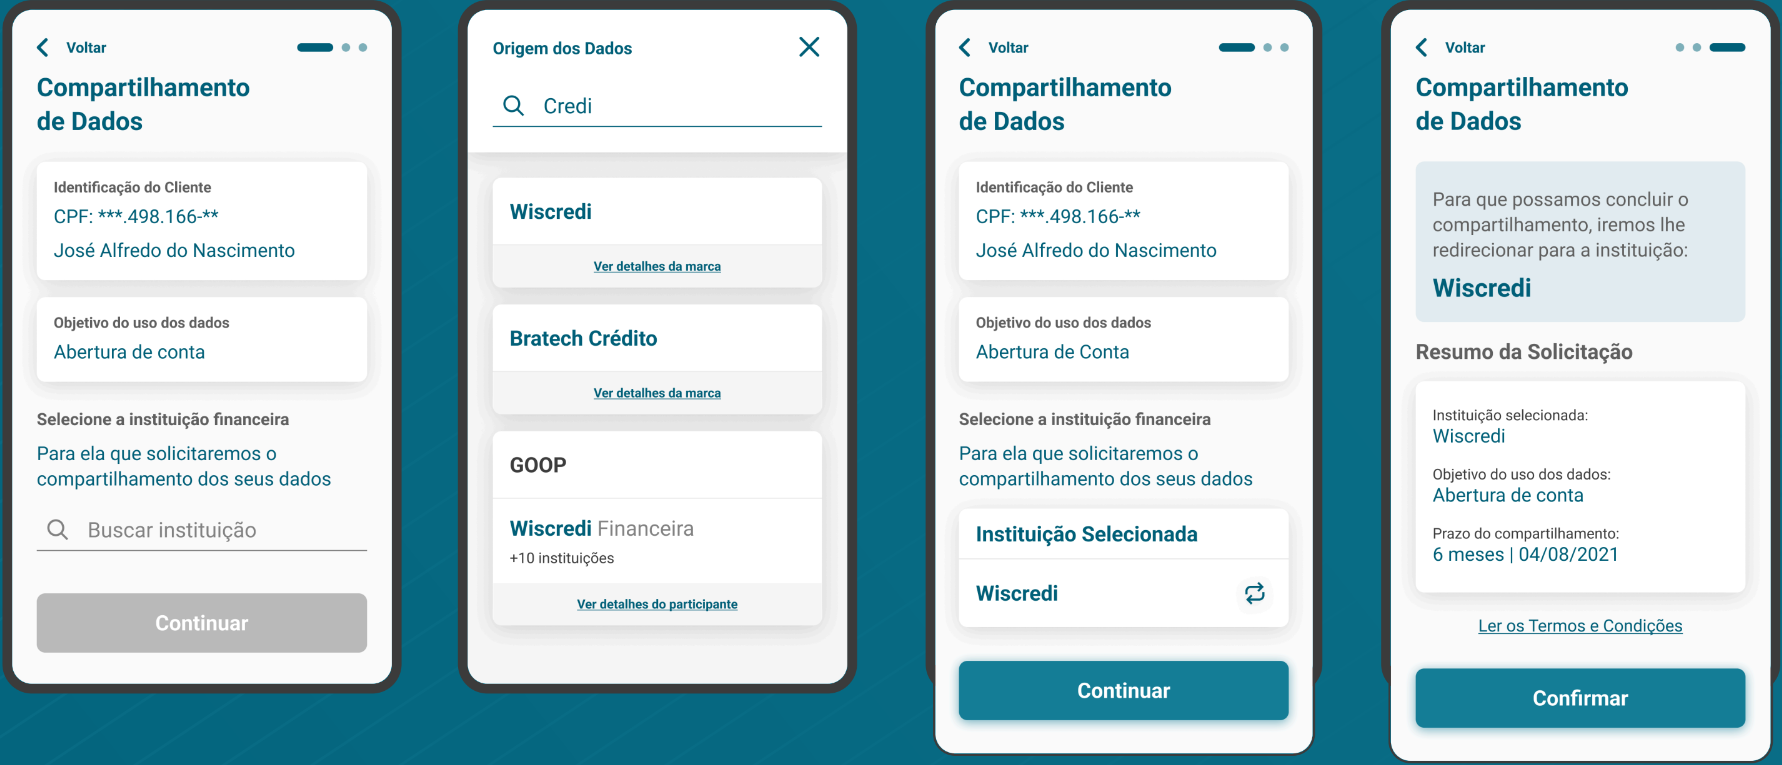 Voltar
Compartilhamento
de Dados
Identificação do Cliente
CPF: ***.498.166-**
José Alfredo do Nascimento
Objetivo do uso dos dados
Abertura de conta
Selecione a instituição financeira
Para ela que solicitaremos o
compartilhamento dos seus dados
Buscar instituição
Continuar
Origem dos Dados
Credi
Wiscredi
Ver detalhes da marca
Bratech Crédito
Ver detalhes da marca
GOOP
Wiscredi Financeira
+10 instituições
Ver detalhes do participante
Voltar
Compartilhamento
de Dados
Identificação do Cliente
CPF: ***.498.166-**
José Alfredo do Nascimento
Objetivo do uso dos dados
Abertura de Conta
Selecione a instituição financeira
Para ela que solicitaremos o
compartilhamento dos seus dados
Instituição Selecionada
Wiscredi
Continuar
Voltar
Compartilhamento
de Dados
Para que possamos concluir o
compartilhamento, iremos lhe
redirecionar para a instituição:
Wiscredi
Resumo da Solicitação
Instituição selecionada:
Wiscredi
Objetivo do uso dos dados:
Abertura de conta
Prazo do compartilhamento:
6 meses | 04/08/2021
Ler os Termos e Condições
Confirmar